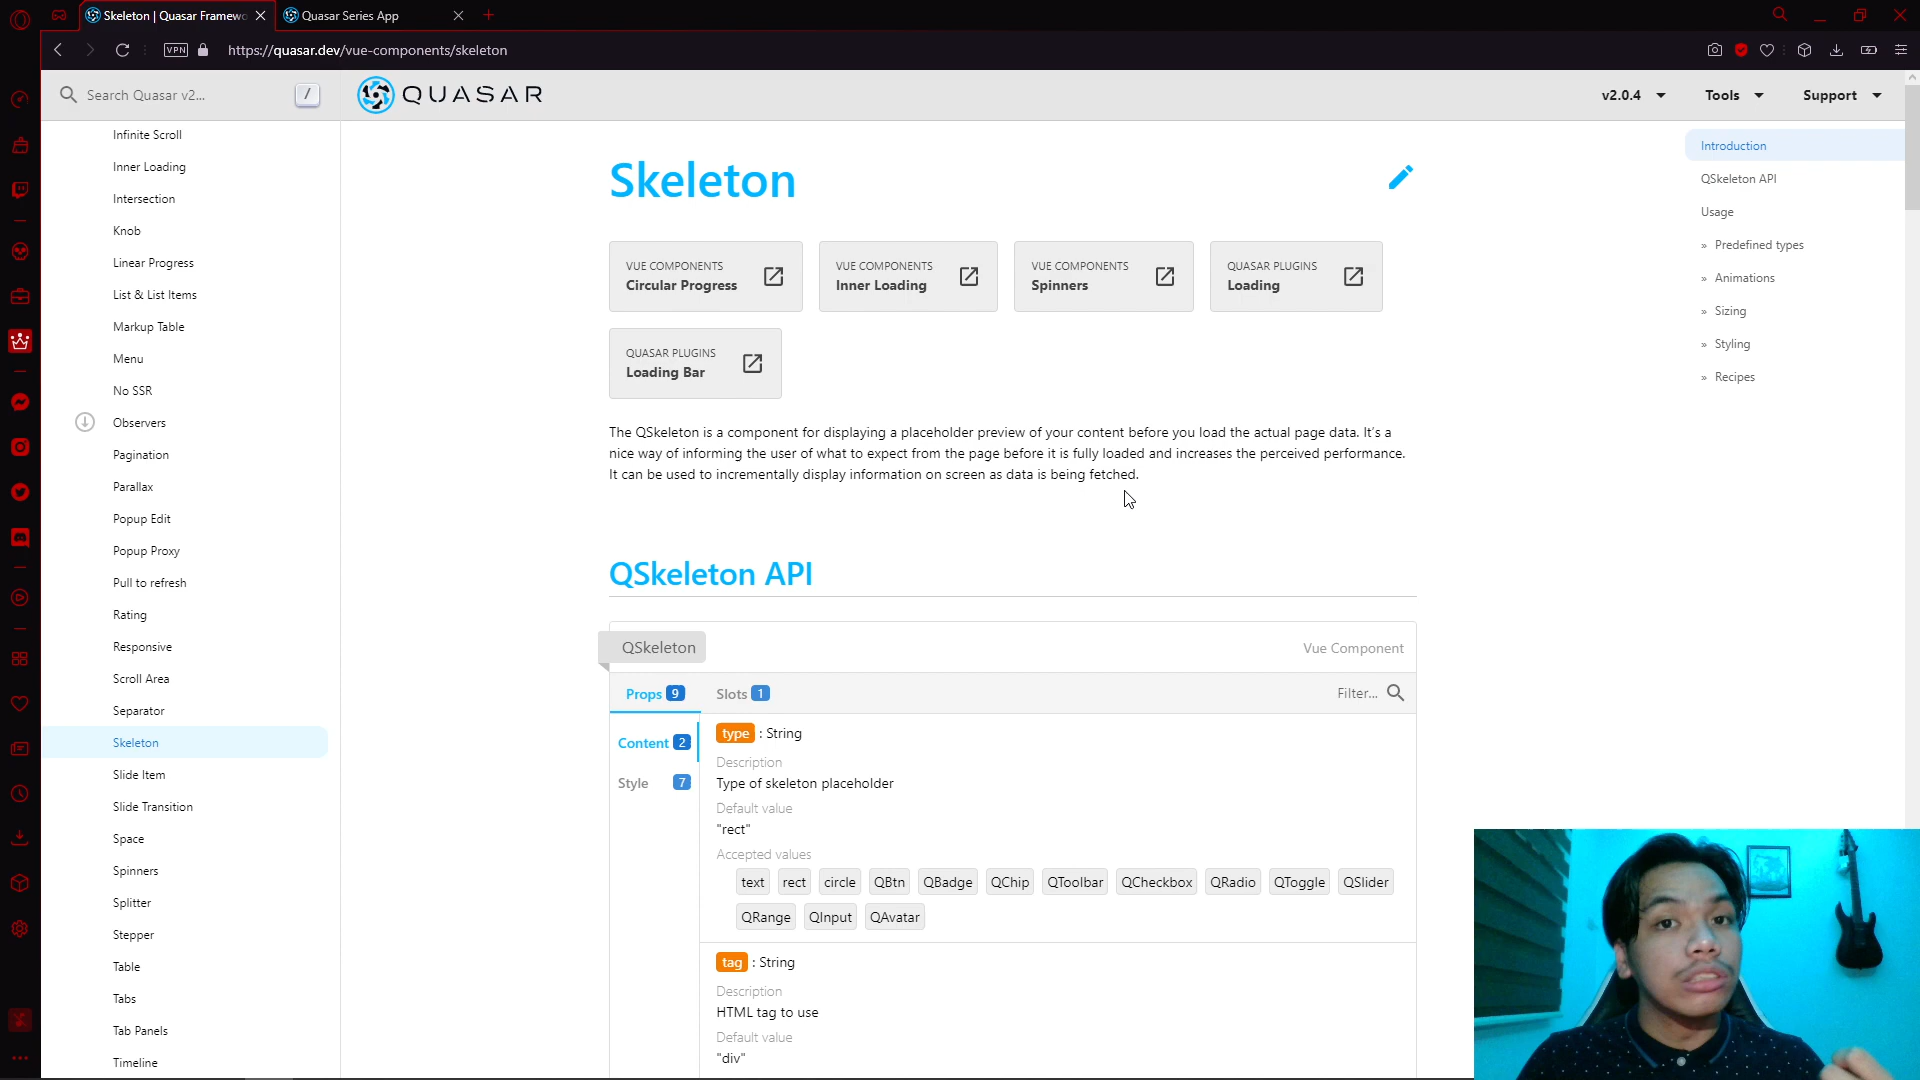 Skeleton | Quasar Framewo
Quasar Series App
VPN
https://quasar.dev/vue-components/skeleton
Search Quasar v2...
/
QUASAR
v2.0.4
Tools
Support
Infinite Scroll
Inner Loading
Intersection
Knob
Linear Progress
List & List Items
Markup Table
Menu
No SSR
Observers
Pagination
Parallax
Popup Edit
Popup Proxy
Pull to refresh
Rating
Responsive
Scroll Area
Separator
Skeleton
Slide Item
Slide Transition
Space
Spinners
Splitter
Stepper
Table
Tabs
Tab Panels
Timeline
Skeleton
VUE COMPONENTS
Circular Progress
VUE COMPONENTS
Inner Loading
VUE COMPONENTS
Spinners
QUASAR PLUGINS
Loading
QUASAR PLUGINS
Loading Bar
The QSkeleton is a component for displaying a placeholder preview of your content before you load the actual page data. It's a
nice way of informing the user of what to expect from the page before it is fully loaded and increases the perceived performance.
It can be used to incrementally display information on screen as data is being fetched.
QSkeleton API
QSkeleton
Vue Component
Props 9
Slots 1
Filter...
Content 2
Style 7
type : String
Description
Type of skeleton placeholder
Default value
"rect"
Accepted values
text rect circle QBtn QBadge QChip QToolbar QCheckbox QRadio QToggle QSlider
QRange QInput QAvatar
tag : String
Description
HTML tag to use
Default value
"div"
Introduction
QSkeleton API
Usage
» Predefined types
» Animations
» Sizing
» Styling
» Recipes